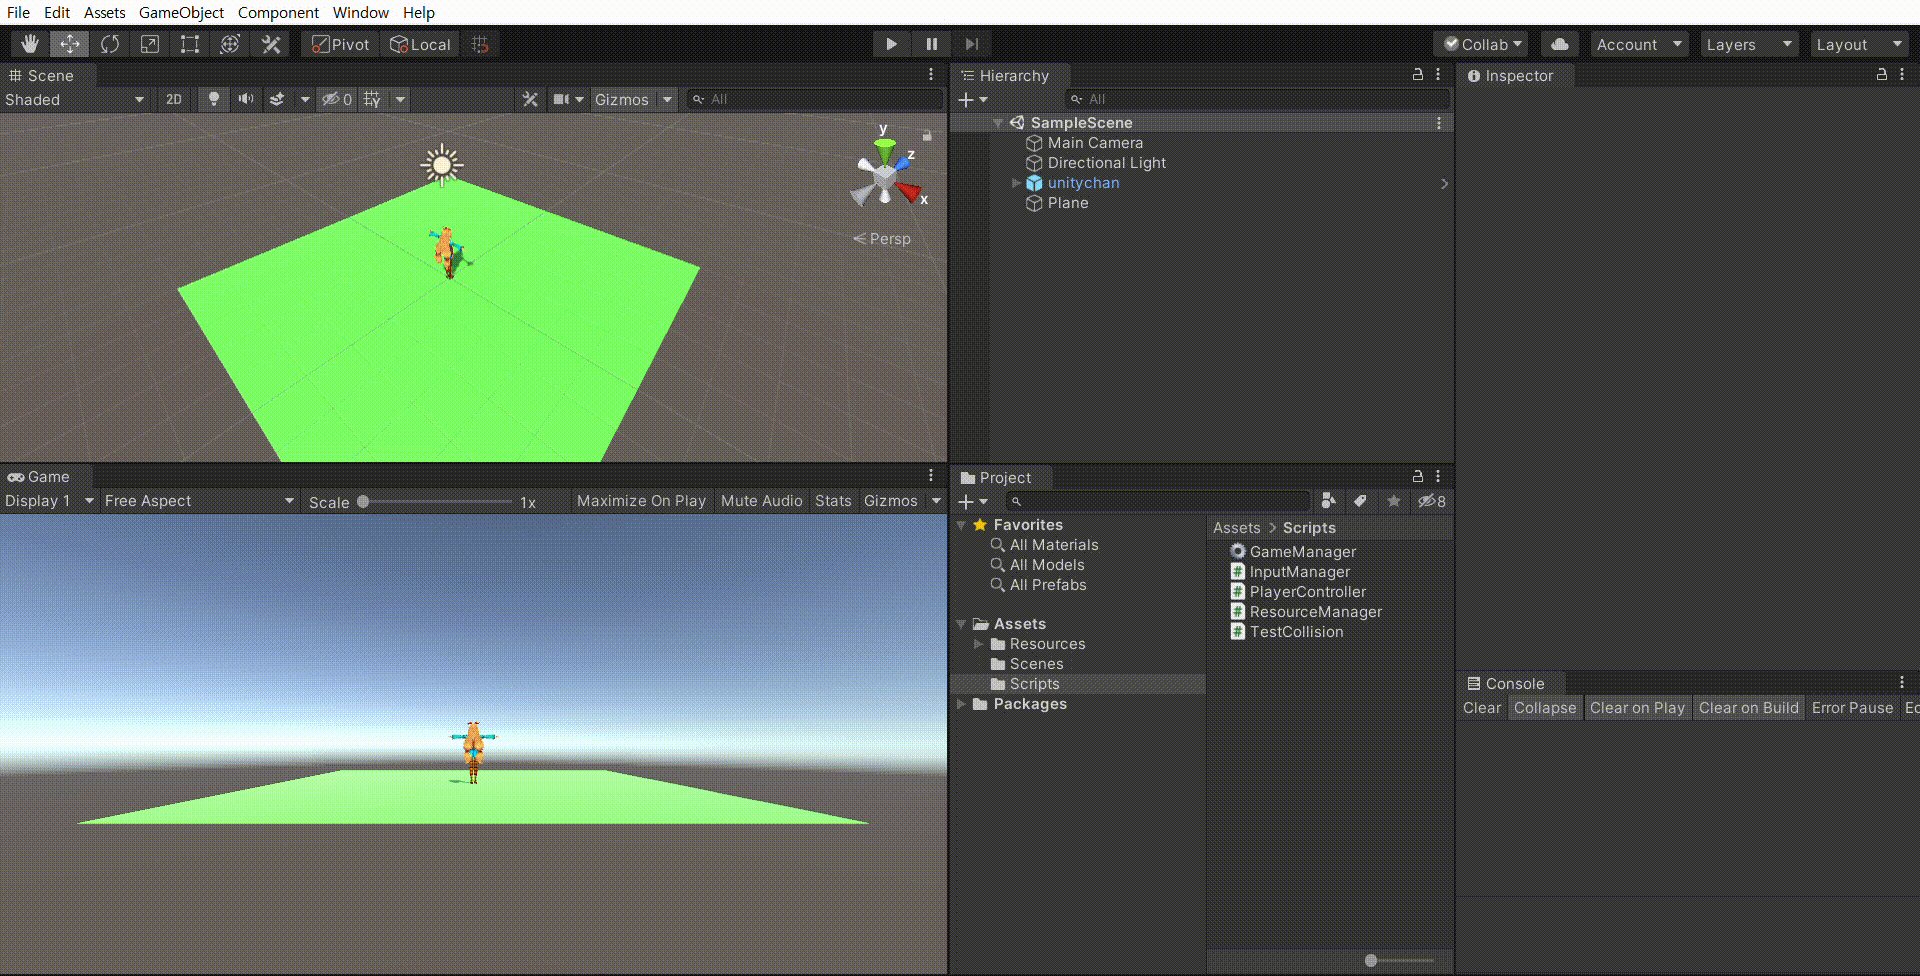 File Edit Assets GameObject Component Window Help
Pivot Local Collab Account Layers Layout
Scene
Shaded 2D 0 Gizmos All
y
z
x
Persp
Hierarchy
All
SampleScene
Main Camera
Directional Light
unitychan
Plane
Inspector
Game
Display 1 Free Aspect Scale 1x Maximize On Play Mute Audio Stats Gizmos
Project
8
Favorites
All Materials
All Models
All Prefabs
Assets
Resources
Scenes
Scripts
Packages
Assets > Scripts
GameManager
InputManager
PlayerController
ResourceManager
TestCollision
Console
Clear Collapse Clear on Play Clear on Build Error Pause Ec